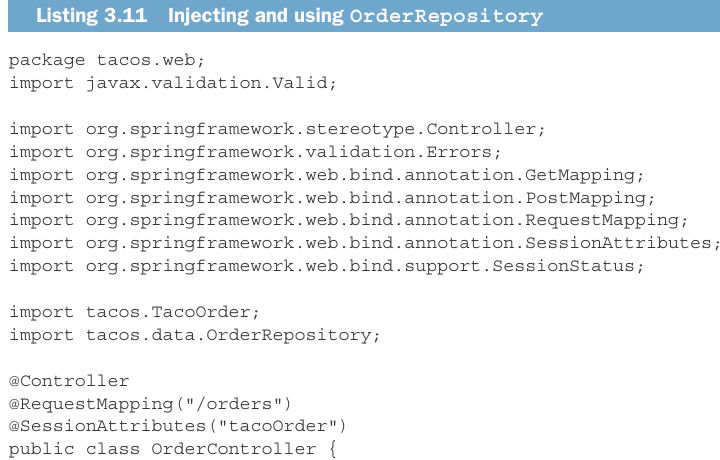 Listing 3.11 Injecting and using OrderRepository
package tacos.web;
import javax.validation.Valid;
import org.springframework.stereotype.Controller;
import org.springframework.validation.Errors;
import org.springframework.web.bind.annotation.GetMapping;
import org.springframework.web.bind.annotation.PostMapping;
import org.springframework.web.bind.annotation.RequestMapping;
import org.springframework.web.bind.annotation.SessionAttributes;
import org.springframework.web.bind.support.SessionStatus;
import tacos.TacoOrder;
import tacos.data.OrderRepository;
@Controller
@RequestMapping("/orders")
@SessionAttributes("tacoOrder")
public class OrderController {